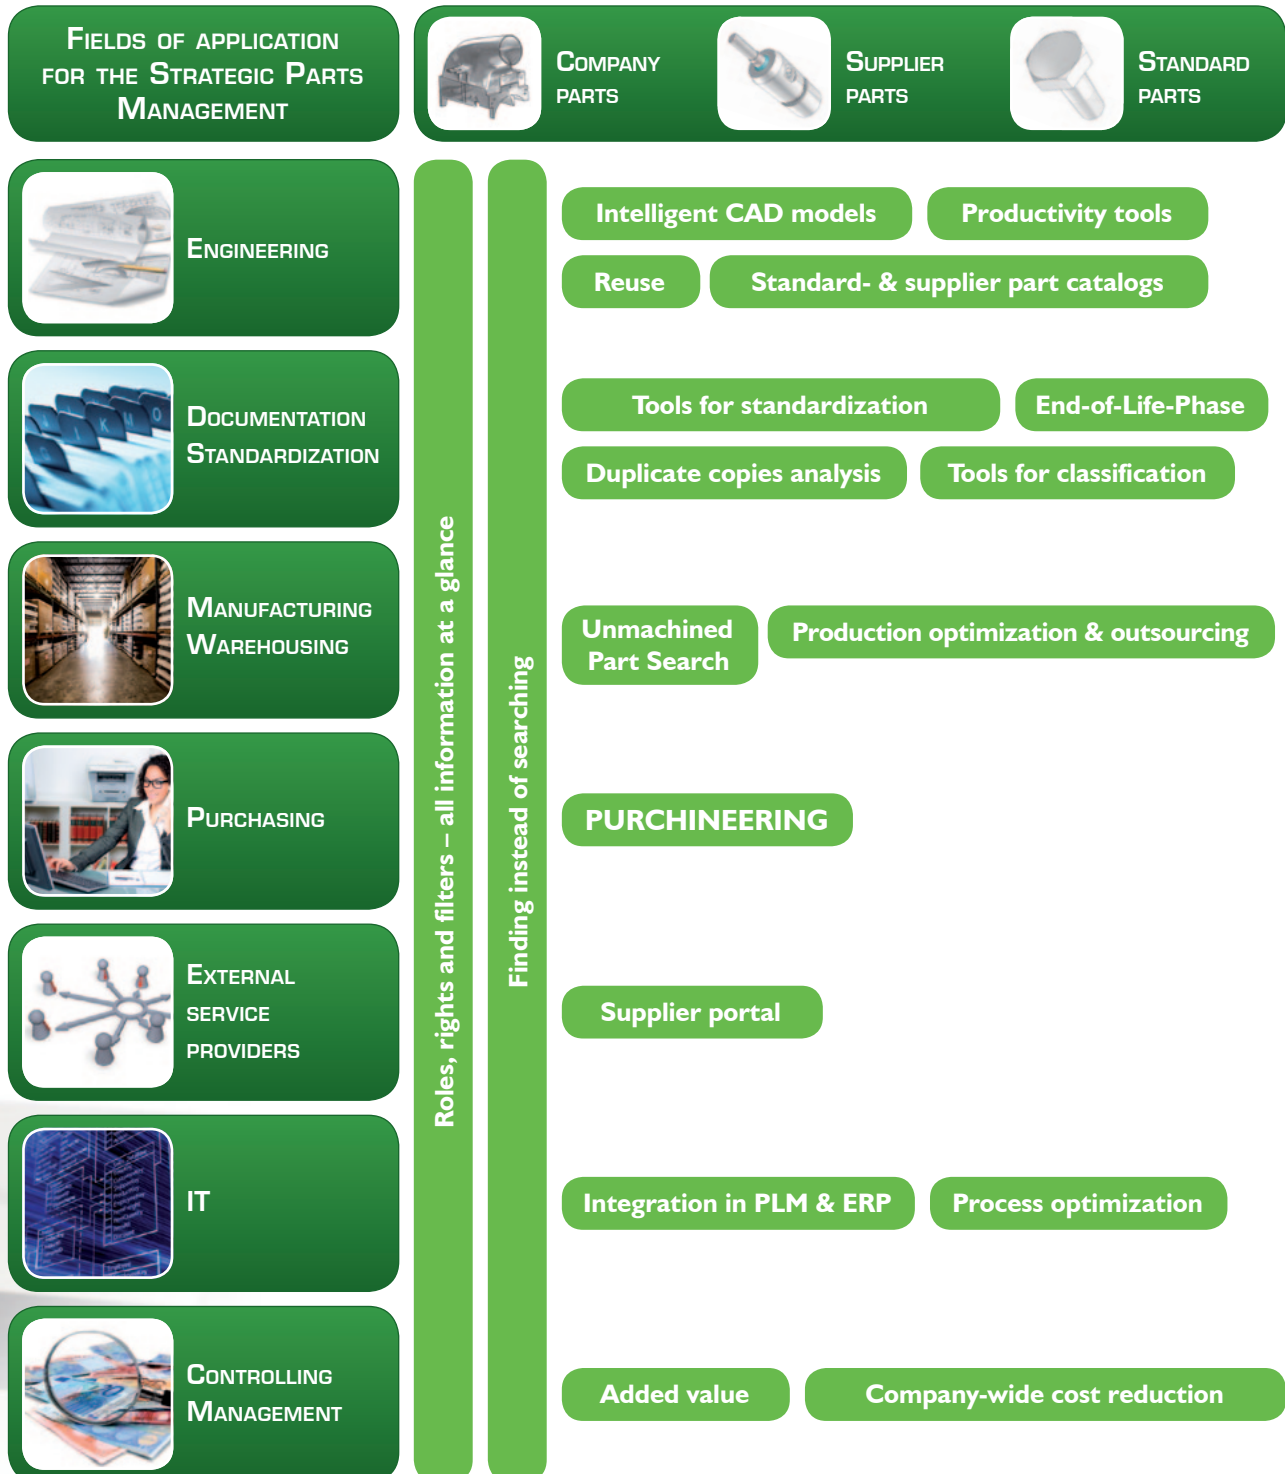 Fields of application
for the Strategic Parts
Management
Company
parts
Supplier
parts
Standard
parts
Roles, rights and filters – all information at a glance
Finding instead of searching
Engineering
Intelligent CAD models
Productivity tools
Reuse
Standard- & supplier part catalogs
Documentation
Standardization
Tools for standardization
End-of-Life-Phase
Duplicate copies analysis
Tools for classification
Manufacturing
Warehousing
Unmachined
Part Search
Production optimization & outsourcing
Purchasing
PURCHINEERING
External
service
providers
Supplier portal
IT
Integration in PLM & ERP
Process optimization
Controlling
Management
Added value
Company-wide cost reduction